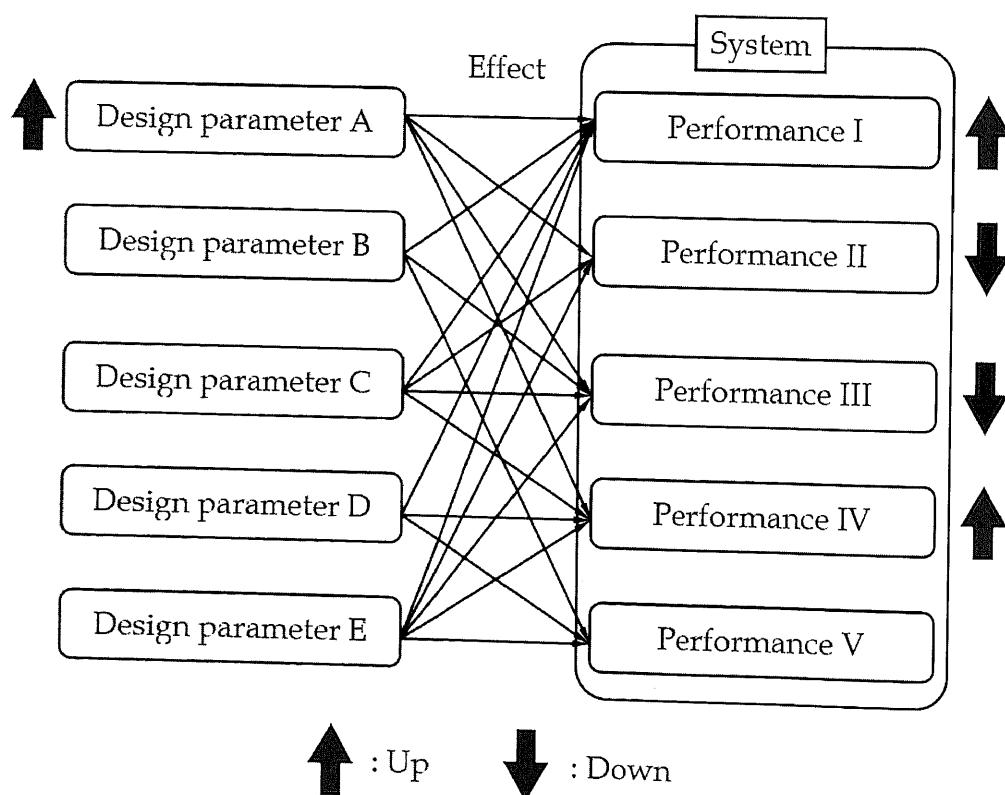 System
Effect
Design parameter A
Performance I
Design parameter B
Performance II
Design parameter C
Performance III
Design parameter D
Performance IV
Design parameter E
Performance V
: Up
: Down